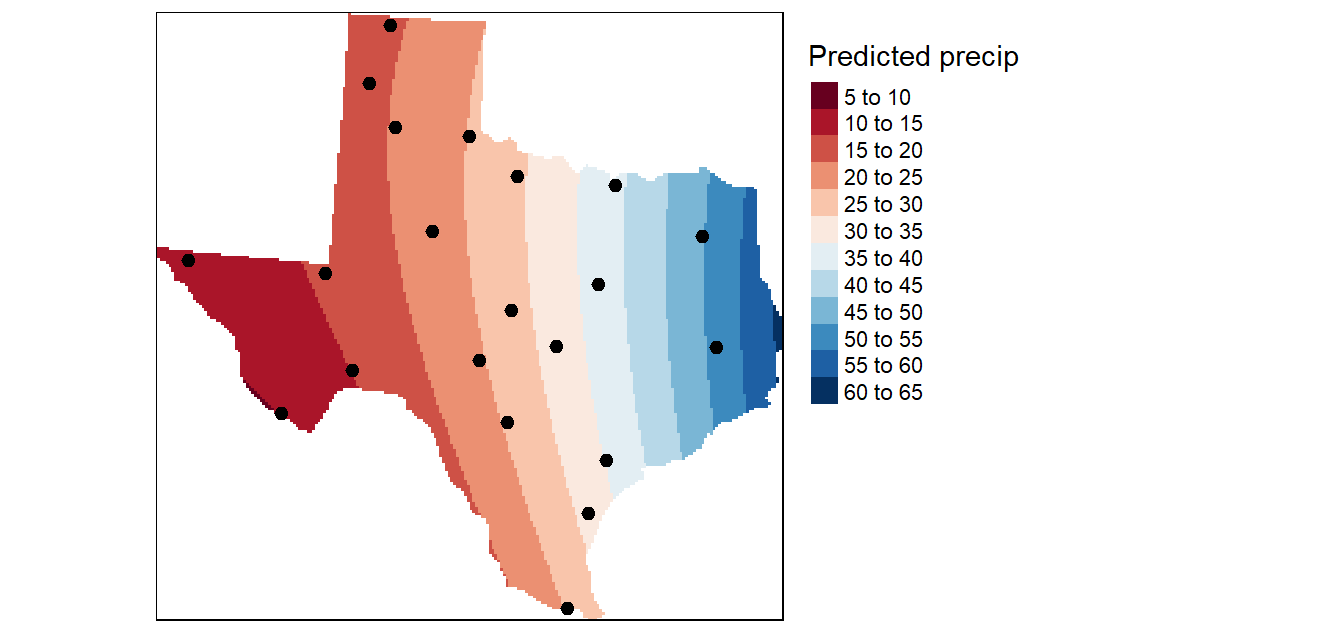 Predicted precip
5 to 10
10 to 15
15 to 20
20 to 25
25 to 30
30 to 35
35 to 40
40 to 45
45 to 50
50 to 55
55 to 60
60 to 65